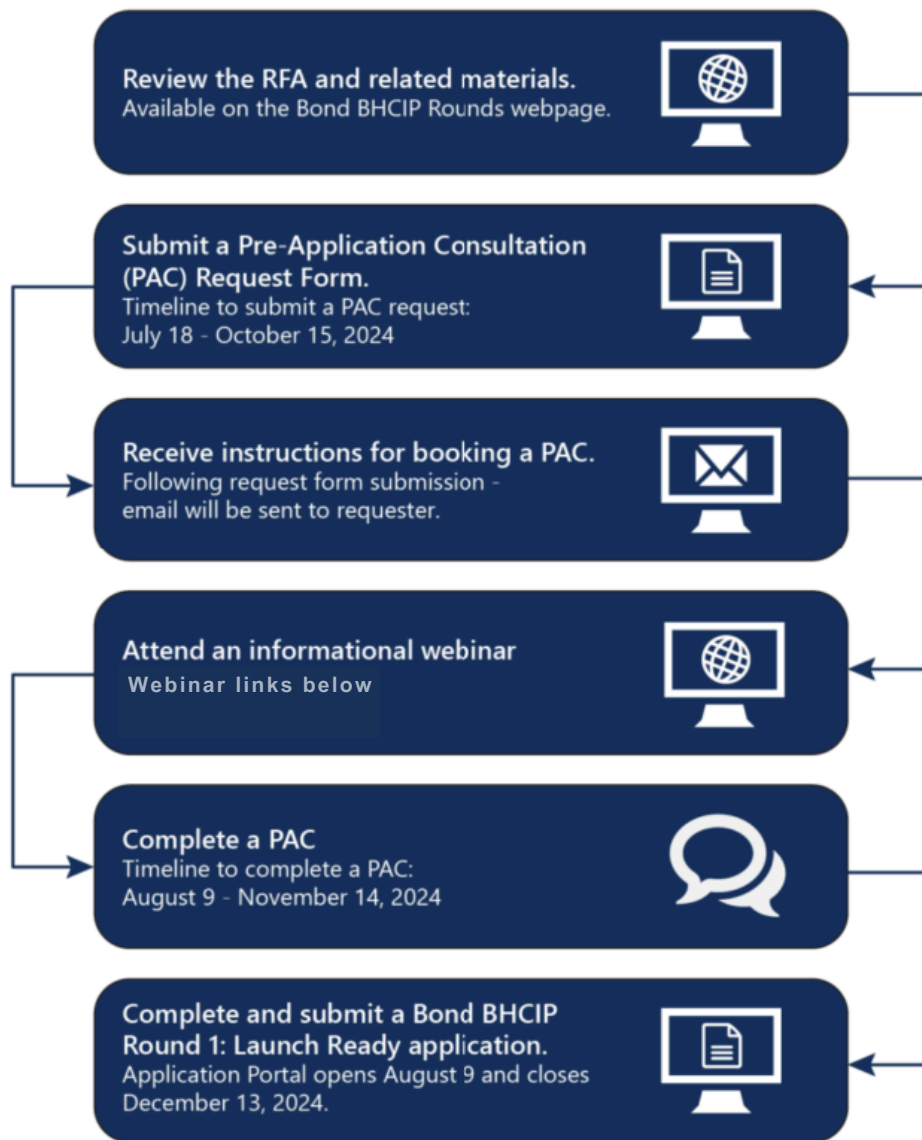 Review the RFA and related materials.
Available on the Bond BHCIP Rounds webpage.
Submit a Pre-Application Consultation
(PAC) Request Form.
Timeline to submit a PAC request:
July 18 - October 15, 2024
Receive instructions for booking a PAC.
Following request form submission -
email will be sent to requester.
Attend an informational webinar
Webinar links below
Complete a PAC
Timeline to complete a PAC:
August 9 - November 14, 2024
Complete and submit a Bond BHCIP
Round 1: Launch Ready application.
Application Portal opens August 9 and closes
December 13, 2024.